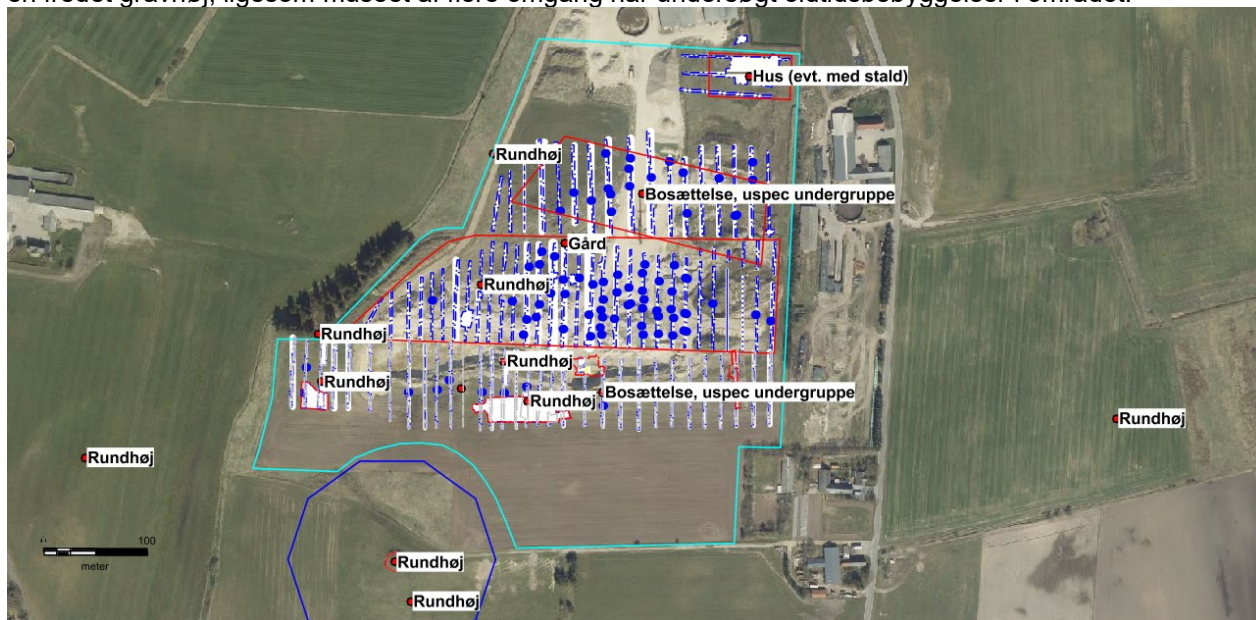 en fredet gravhøj, ligesom museet af flere omgang har undersøgt oldtidsbebyggelser i området.
Hus (evt. med stald)
Rundhøj
Bosættelse, uspec undergruppe
Gård
Rundhøj
Rundhøj
Rundhøj
Rundhøj
Bosættelse, uspec undergruppe
Rundhøj
Rundhøj
Rundhøj
0 100
meter
Rundhøj
Rundhøj